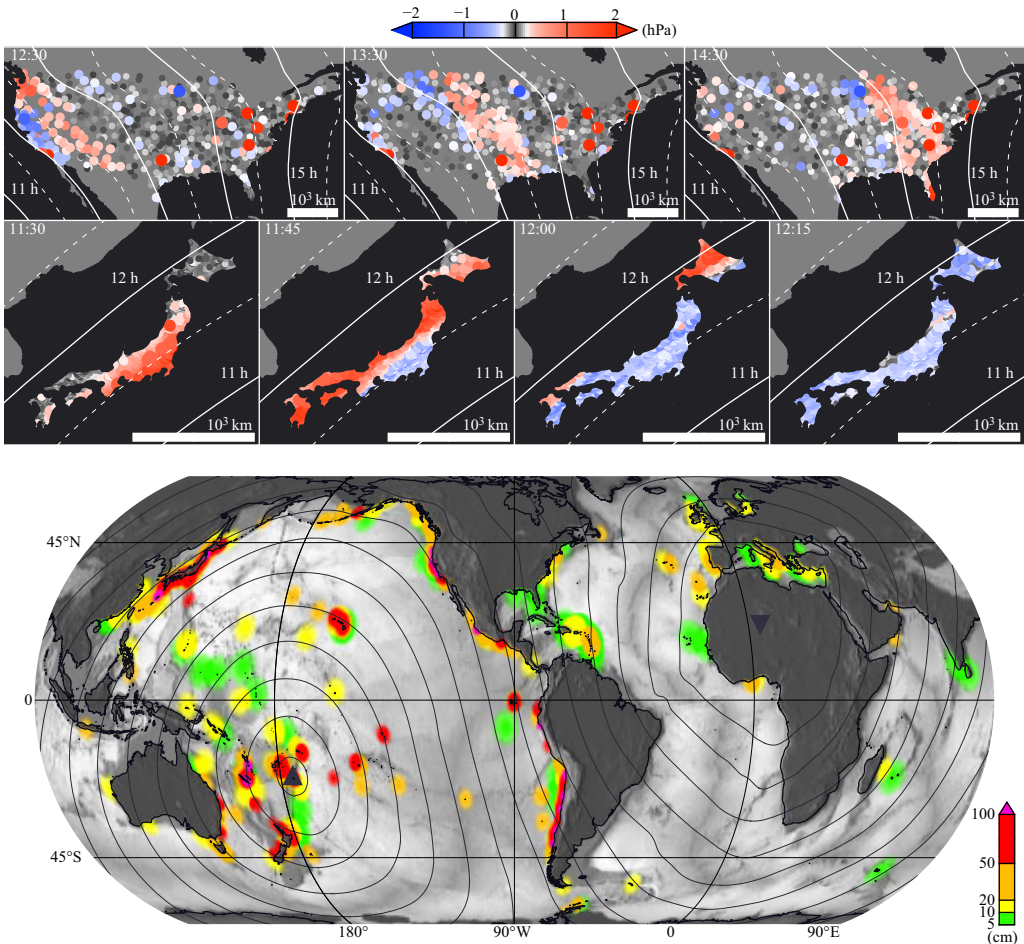 −2 −1 0 1 2 (hPa)
12:30 13:30 14:30
11 h 15 h 11 h 15 h 11 h 15 h
10³ km 10³ km 10³ km
11:30 11:45 12:00 12:15
12 h 12 h 12 h 12 h
11 h 11 h 11 h 11 h
10³ km 10³ km 10³ km 10³ km
45°N
0
45°S
180° 90°W 0 90°E
100
50
20
10
5
(cm)